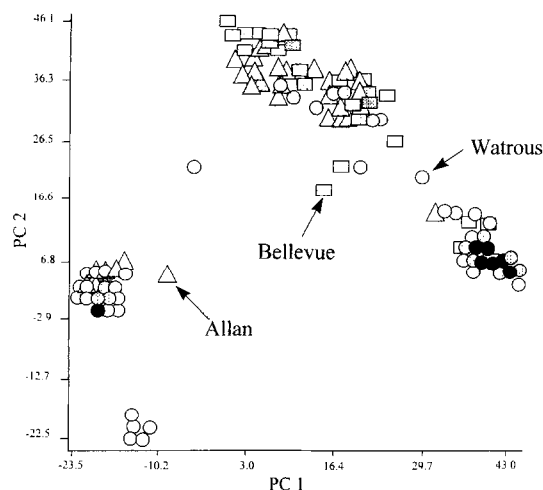 46.1
36.3
26.5
16.6
6.8
-2.9
-12.7
-22.5
PC 2
Watrous
Bellevue
Allan
-23.5 -10.2 3.0 16.4 29.7 43.0
PC 1